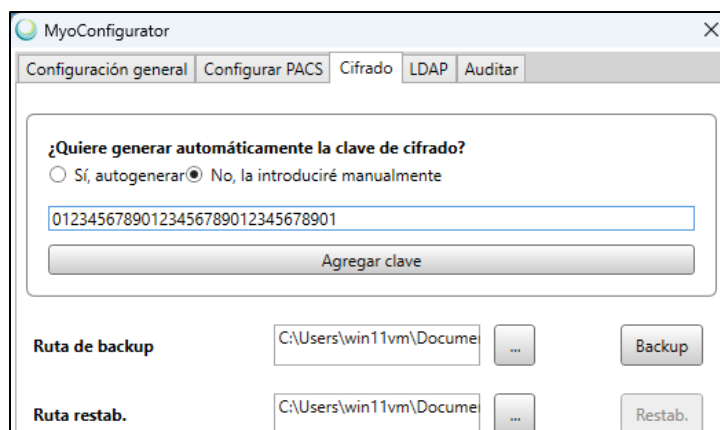 MyoConfigurator
Configuración general Configurar PACS Cifrado LDAP Auditar
¿Quiere generar automáticamente la clave de cifrado?
Sí, autogenerar No, la introduciré manualmente
01234567890123456789012345678901
Agregar clave
Ruta de backup C:\Users\win11vm\Documer ... Backup
Ruta restab. C:\Users\win11vm\Documer ... Restab.